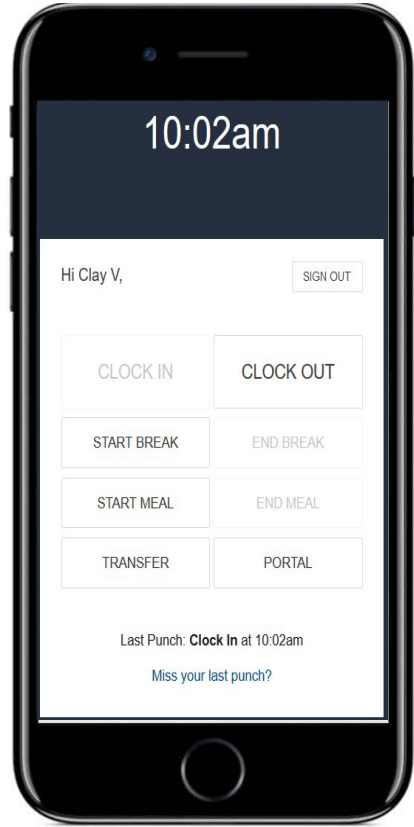 10:02am
Hi Clay V,
SIGN OUT
CLOCK IN
CLOCK OUT
START BREAK
END BREAK
START MEAL
END MEAL
TRANSFER
PORTAL
Last Punch: Clock In at 10:02am
Miss your last punch?